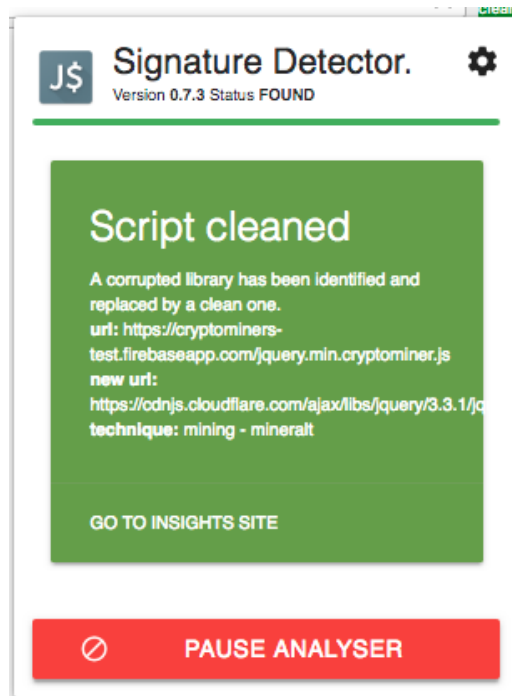 clean
J$
Signature Detector.
Version 0.7.3 Status FOUND
Script cleaned
A corrupted library has been identified and
replaced by a clean one.
url: https://cryptominers-
test.firebaseapp.com/jquery.min.cryptominer.js
new url:
https://cdnjs.cloudflare.com/ajax/libs/jquery/3.3.1/jq
technique: mining - mineralt
GO TO INSIGHTS SITE
PAUSE ANALYSER